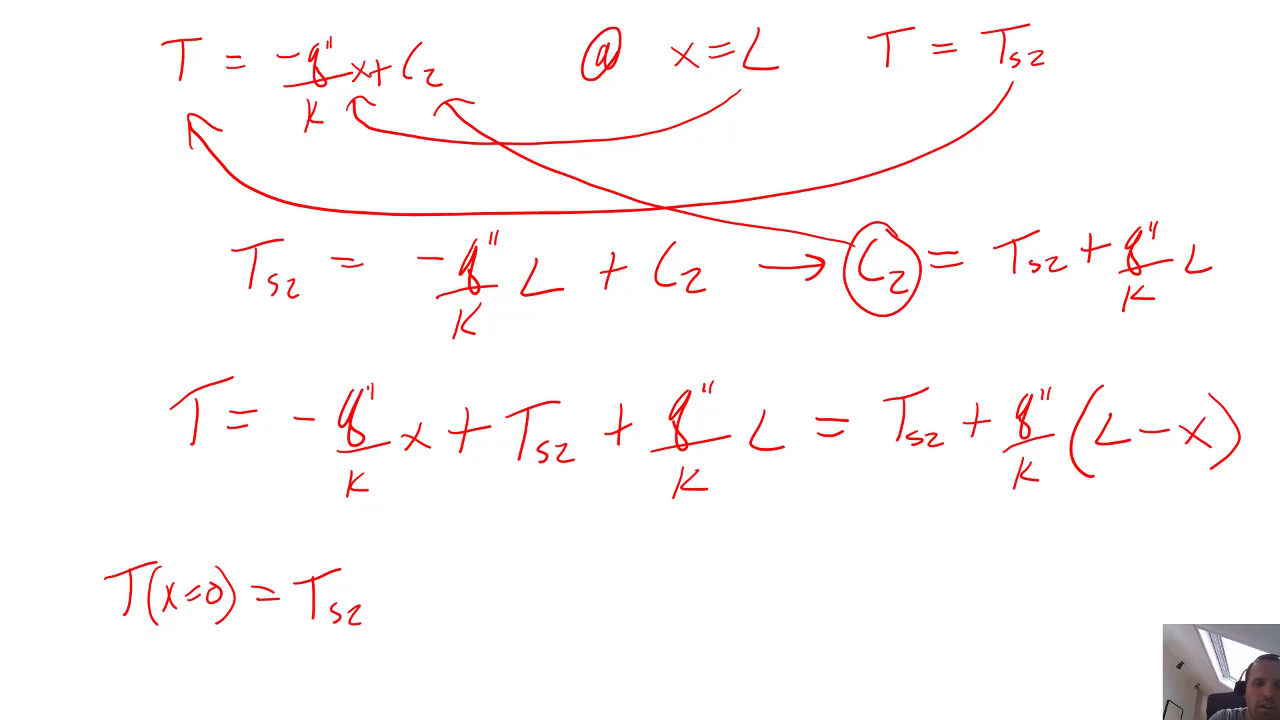 T = -q"/k x + C2 @ x = L T = Ts2
Ts2 = -q"/k L + C2 → C2 = Ts2 + q"/k L
T = -q"/k x + Ts2 + q"/k L = Ts2 + q"/k (L - x)
T(x=0) = Ts2